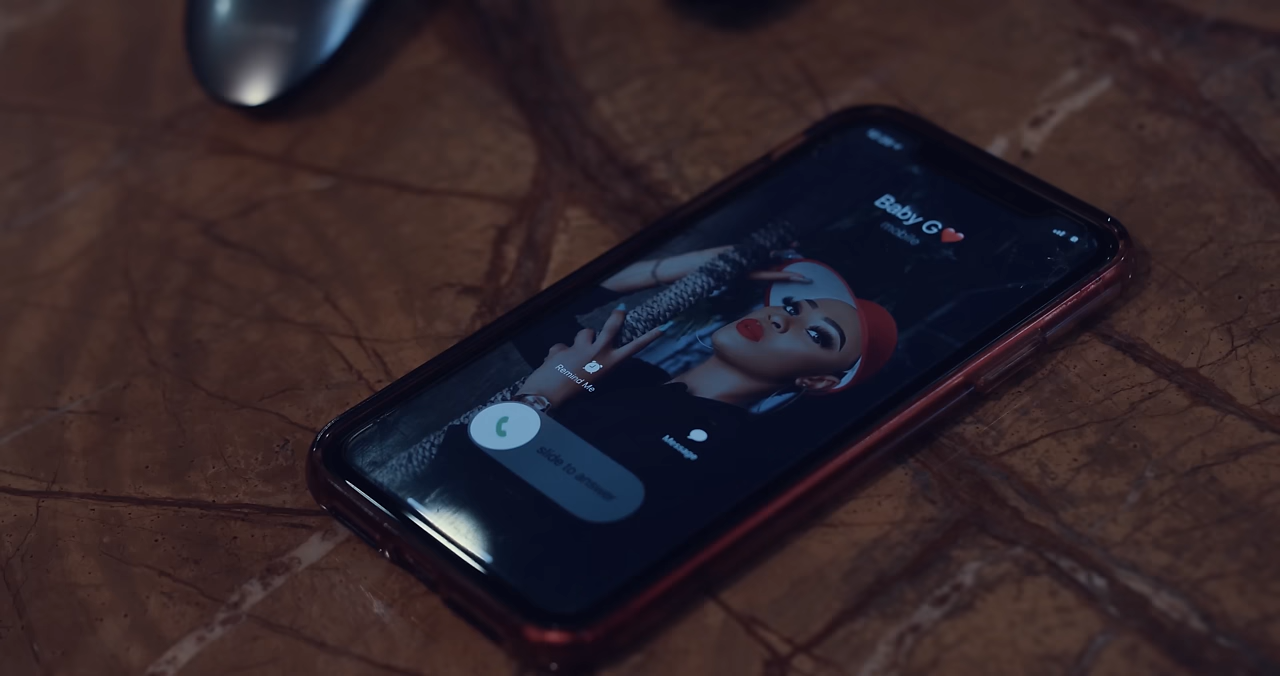 Baby G❤️
mobile
Remind Me
Message
slide to answer